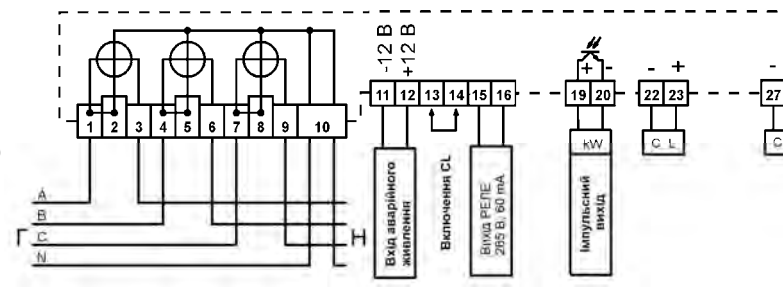 -12 В
+12 В
+ -
- +
-
11 12 13 14 15 16
19 20
22 23
27
1 2 3 4 5 6 7 8 9 10
kW
C L
C
A
B
Г C Н
N
Вхід аварійного
живлення
Включення CL
Вихід РЕЛЕ
265 В, 60 mA
Імпульсний
вихід